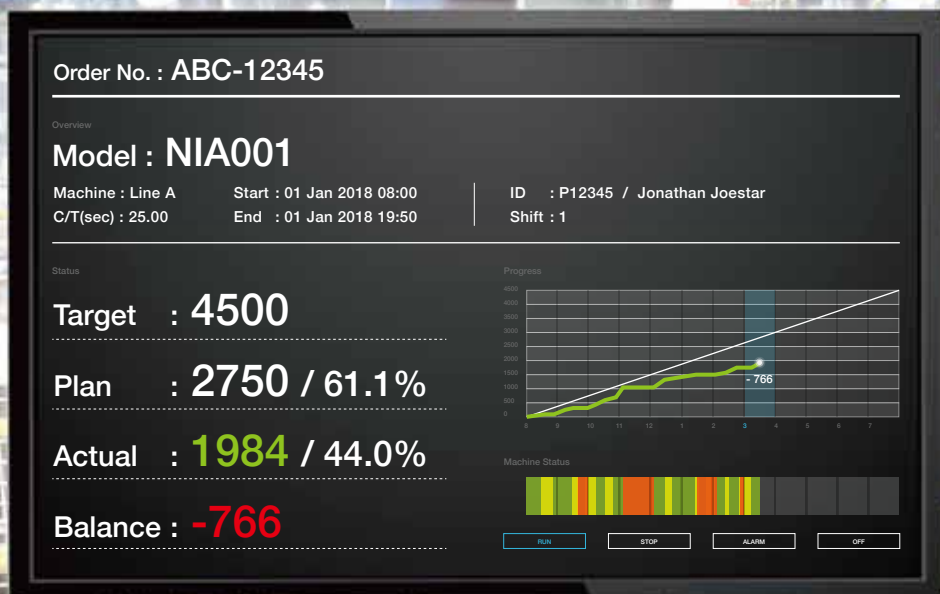 Order No. : ABC-12345
Overview
Model : NIA001
Machine : Line A Start : 01 Jan 2018 08:00 ID : P12345 / Jonathan Joestar
C/T(sec) : 25.00 End : 01 Jan 2018 19:50 Shift : 1
Status
Target : 4500
Plan : 2750 / 61.1%
Actual : 1984 / 44.0%
Balance : -766
Progress
4500
4000
3500
3000
2500
2000
1500
1000
500
0
- 766
8 9 10 11 12 1 2 3 4 5 6 7
Machine Status
RUN STOP ALARM OFF